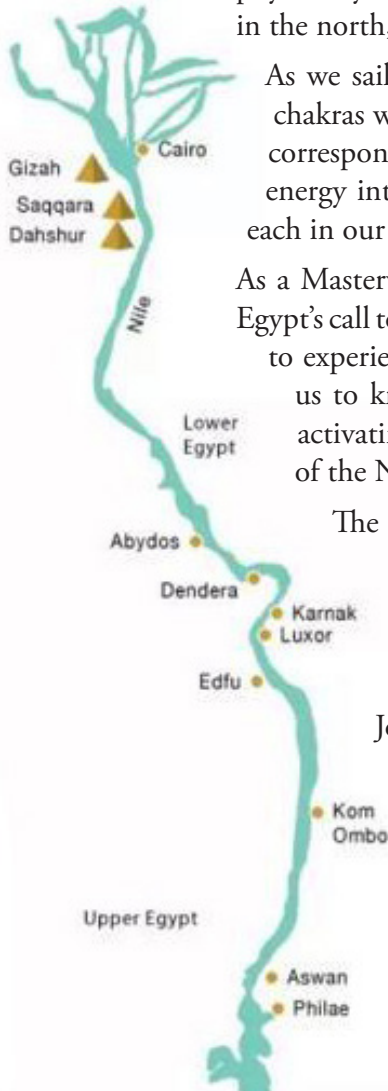 in the north,
As we sail
chakras w
correspon
energy int
each in our
As a Master
Egypt's call to
to experie
us to kn
activatin
of the N
The
Jo
Cairo
Gizah
Saqqara
Dahshur
Nile
Lower
Egypt
Abydos
Dendera
Karnak
Luxor
Edfu
Kom
Ombo
Upper Egypt
Aswan
Philae